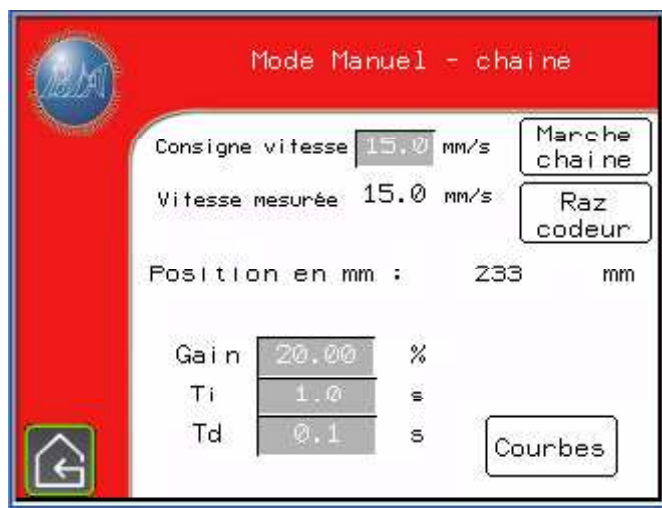 Mode Manuel - chaine
Consigne vitesse 15.0 mm/s
Marche
chaine
Vitesse mesurée 15.0 mm/s
Raz
codeur
Position en mm : 233 mm
Gain 20.00 %
Ti 1.0 s
Td 0.1 s
Courbes